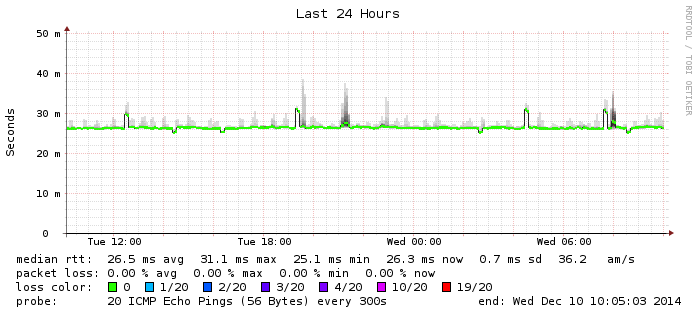 Last 24 Hours
RRDTOOL / TOBI OETIKER
Seconds
50 m
40 m
30 m
20 m
10 m
0
Tue 12:00 Tue 18:00 Wed 00:00 Wed 06:00
median rtt: 26.5 ms avg 31.1 ms max 25.1 ms min 26.3 ms now 0.7 ms sd 36.2 am/s
packet loss: 0.00 % avg 0.00 % max 0.00 % min 0.00 % now
loss color: 0 1/20 2/20 3/20 4/20 10/20 19/20
probe: 20 ICMP Echo Pings (56 Bytes) every 300s end: Wed Dec 10 10:05:03 2014